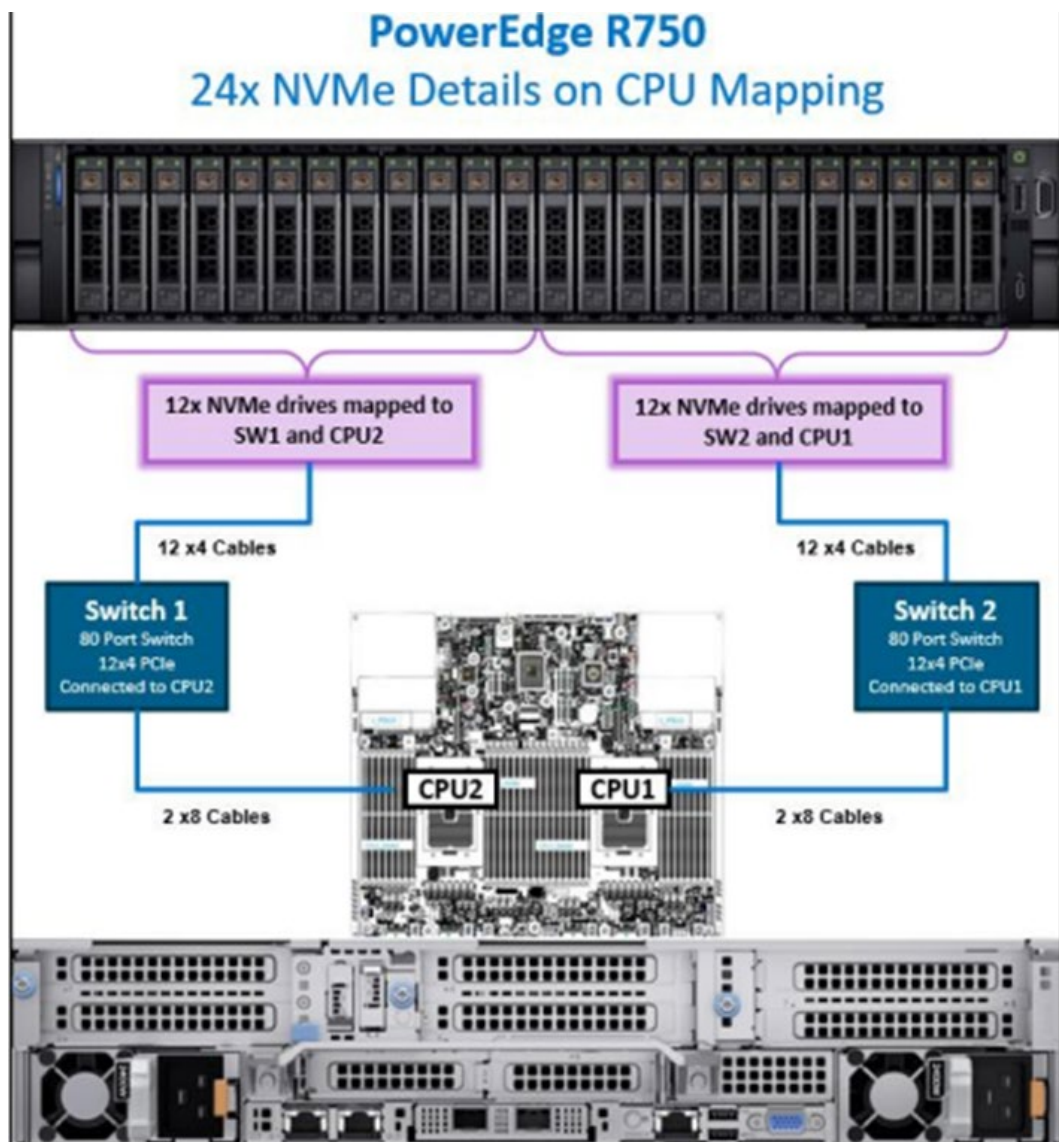 PowerEdge R750
24x NVMe Details on CPU Mapping
12x NVMe drives mapped to
SW1 and CPU2
12x NVMe drives mapped to
SW2 and CPU1
12 x4 Cables
12 x4 Cables
Switch 1
80 Port Switch
12x4 PCIe
Connected to CPU2
Switch 2
80 Port Switch
12x4 PCIe
Connected to CPU1
CPU2
CPU1
2 x8 Cables
2 x8 Cables